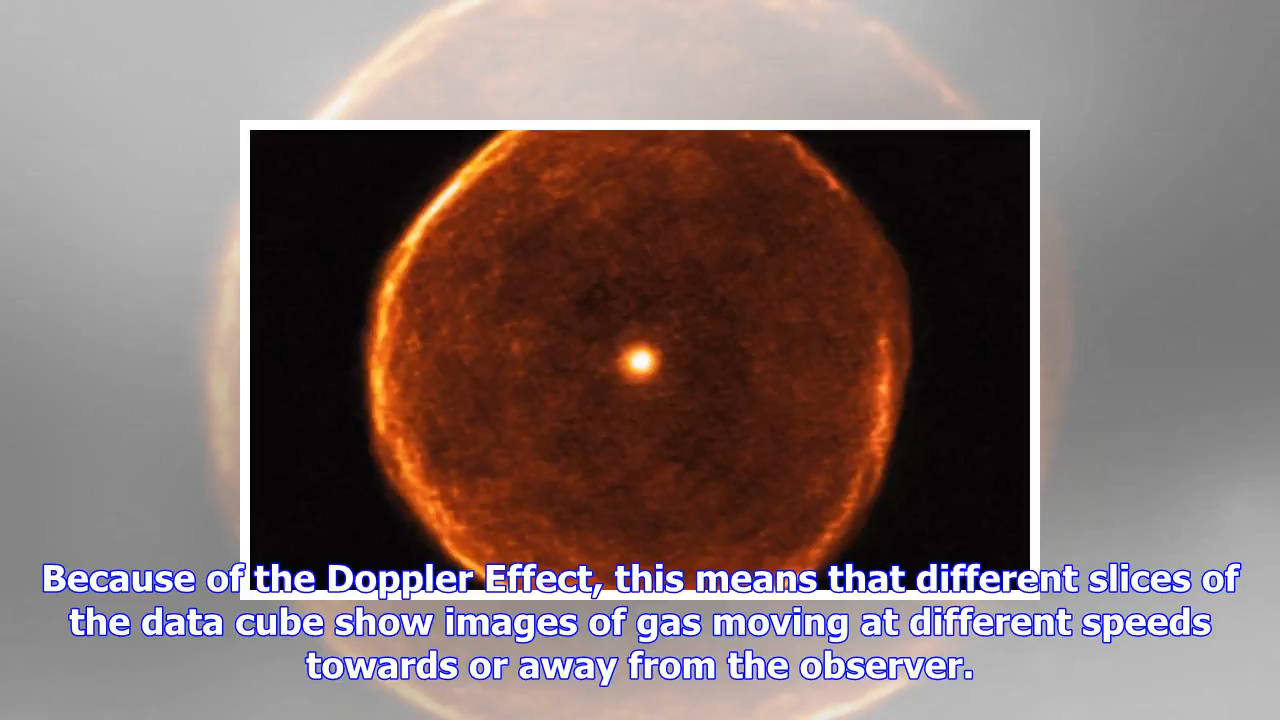 Because of the Doppler Effect, this means that different slices of
the data cube show images of gas moving at different speeds
towards or away from the observer.